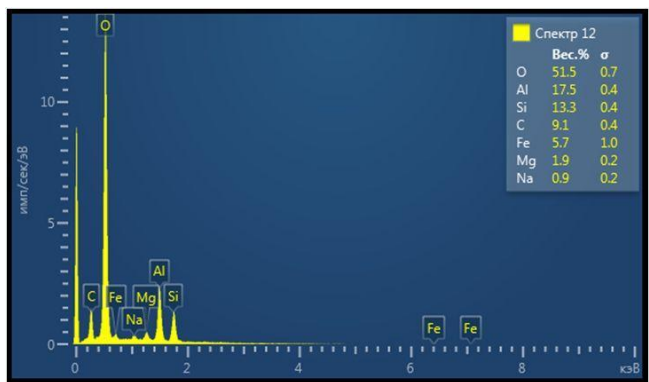 Спектр 12
Вес.% σ
O 51.5 0.7
Al 17.5 0.4
Si 13.3 0.4
C 9.1 0.4
Fe 5.7 1.0
Mg 1.9 0.2
Na 0.9 0.2
O
10
имп/сек/эВ
5
Al
C Fe Mg Si
Na
Fe Fe
0
0 2 4 6 8 кэВ